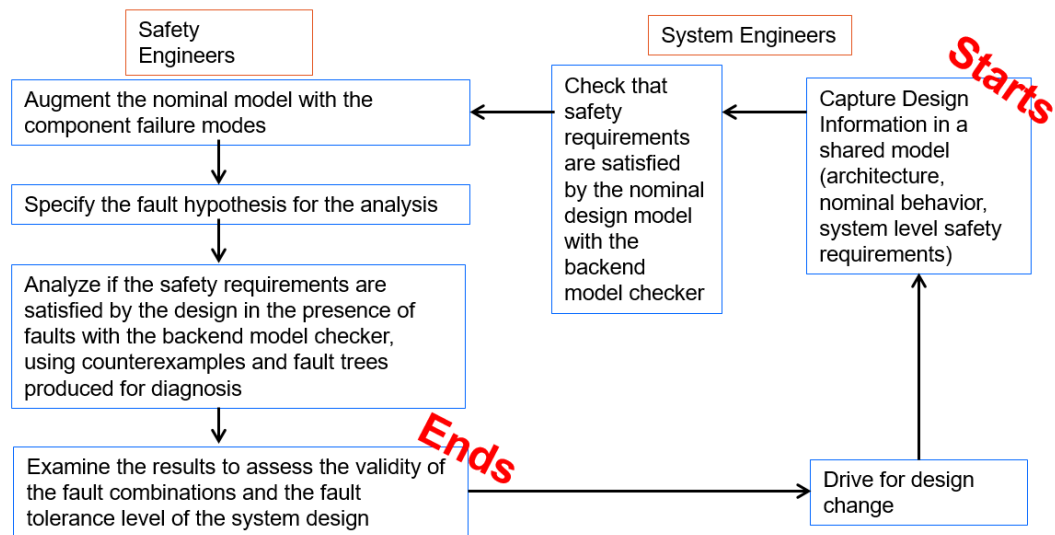 Safety
Engineers
System Engineers
Starts
Augment the nominal model with the
component failure modes
Check that
safety
requirements
are satisfied
by the nominal
design model
with the
backend
model checker
Capture Design
Information in a
shared model
(architecture,
nominal behavior,
system level safety
requirements)
Specify the fault hypothesis for the analysis
Analyze if the safety requirements are
satisfied by the design in the presence of
faults with the backend model checker,
using counterexamples and fault trees
produced for diagnosis
Ends
Examine the results to assess the validity of
the fault combinations and the fault
tolerance level of the system design
Drive for design
change